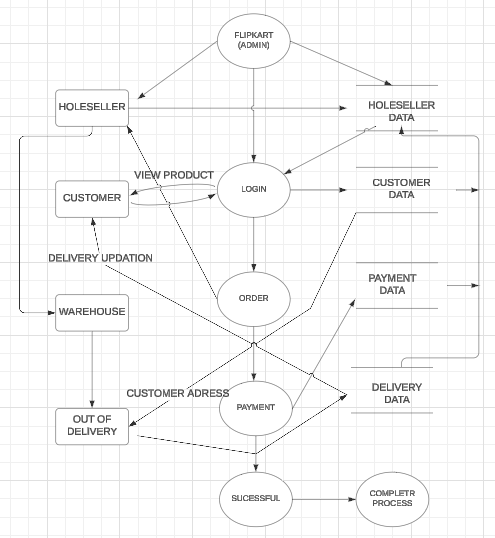 FLIPKART
(ADMIN)
HOLESELLER
HOLESELLER
DATA
VIEW PRODUCT
CUSTOMER
LOGIN
CUSTOMER
DATA
DELIVERY UPDATION
WAREHOUSE
ORDER
PAYMENT
DATA
CUSTOMER ADRESS
PAYMENT
DELIVERY
DATA
OUT OF
DELIVERY
SUCESSFUL
COMPLETR
PROCESS